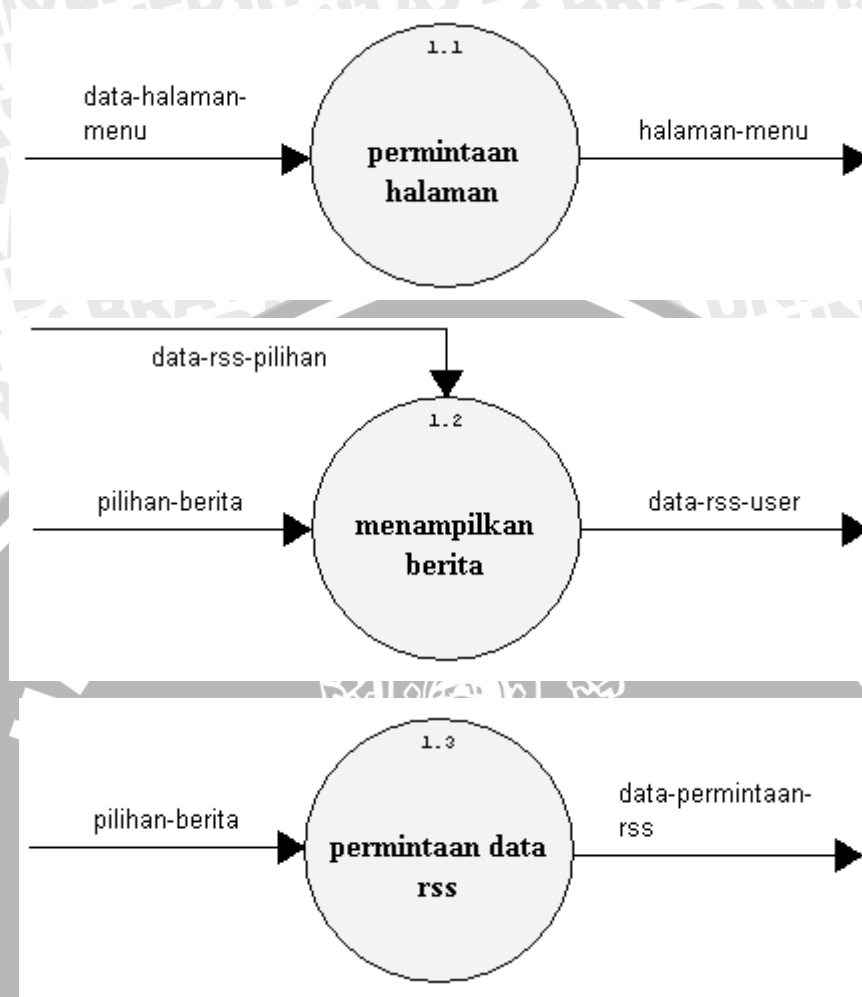 1.1
data-halaman-
menu
permintaan
halaman
halaman-menu
data-rss-pilihan
1.2
pilihan-berita
menampilkan
berita
data-rss-user
1.3
pilihan-berita
permintaan data
rss
data-permintaan-
rss